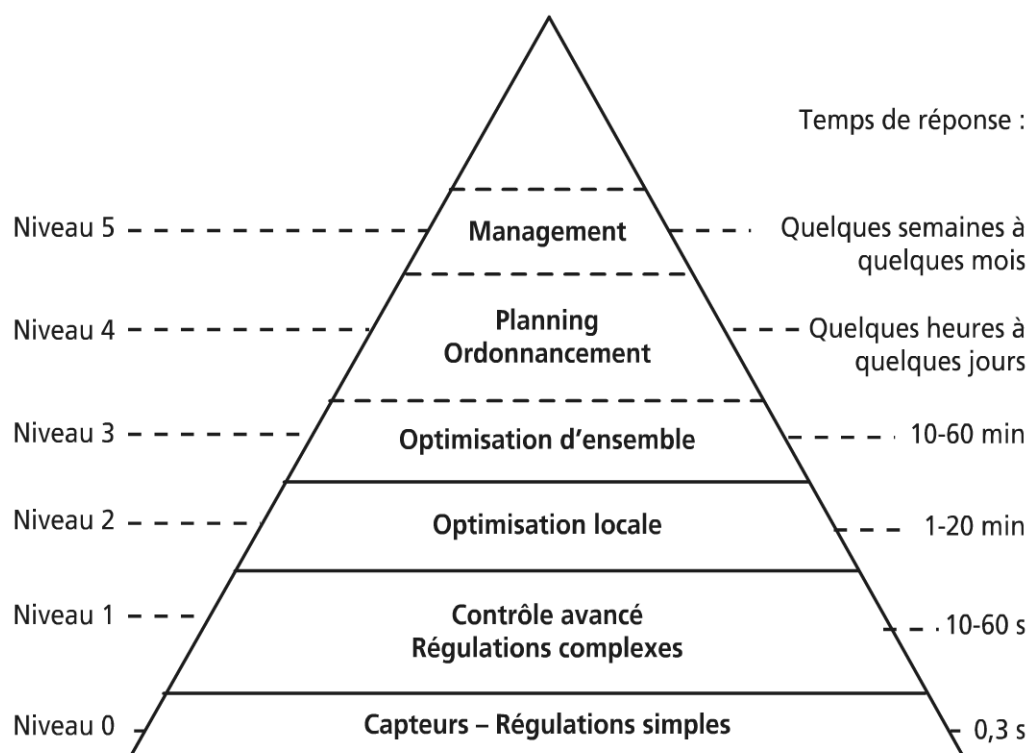 Temps de réponse :
Niveau 5
Management
Quelques semaines à
quelques mois
Niveau 4
Planning
Ordonnancement
Quelques heures à
quelques jours
Niveau 3
Optimisation d’ensemble
10-60 min
Niveau 2
Optimisation locale
1-20 min
Niveau 1
Contrôle avancé
Régulations complexes
10-60 s
Niveau 0
Capteurs – Régulations simples
0,3 s